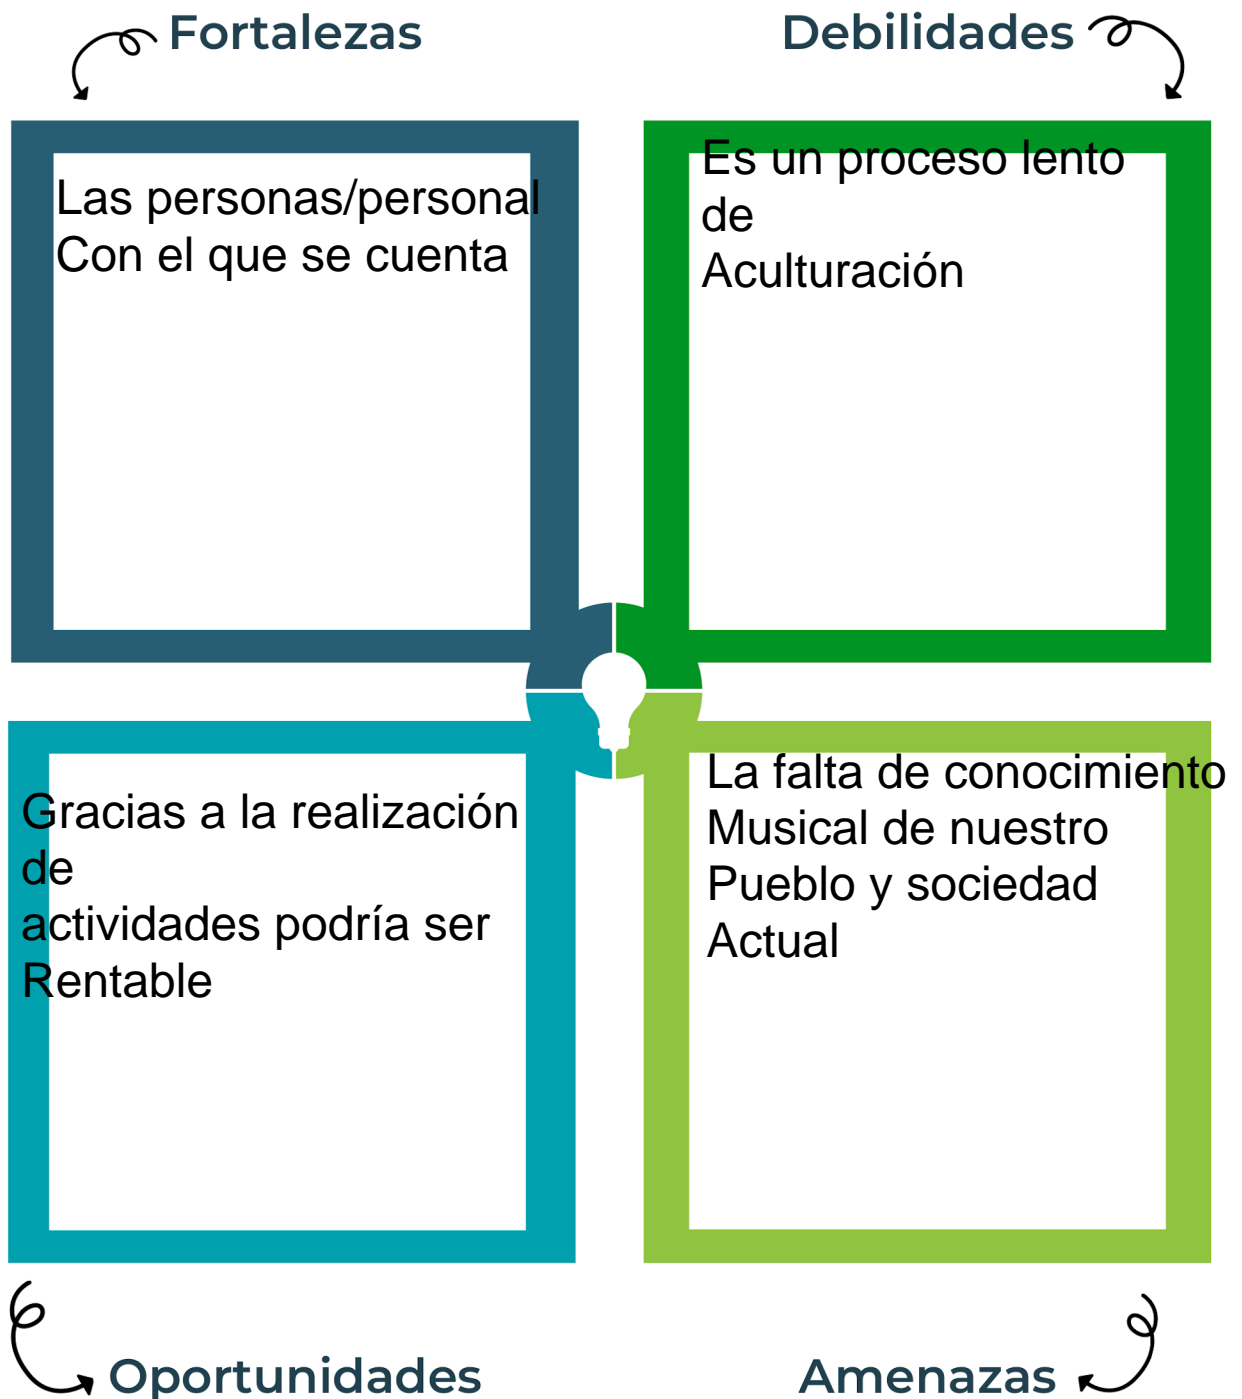 Fortalezas
Las personas/personal
Con el que se cuenta
Debilidades
Es un proceso lento
de
Aculturación
Gracias a la realización
de
actividades podría ser
Rentable
Oportunidades
La falta de conocimiento
Musical de nuestro
Pueblo y sociedad
Actual
Amenazas